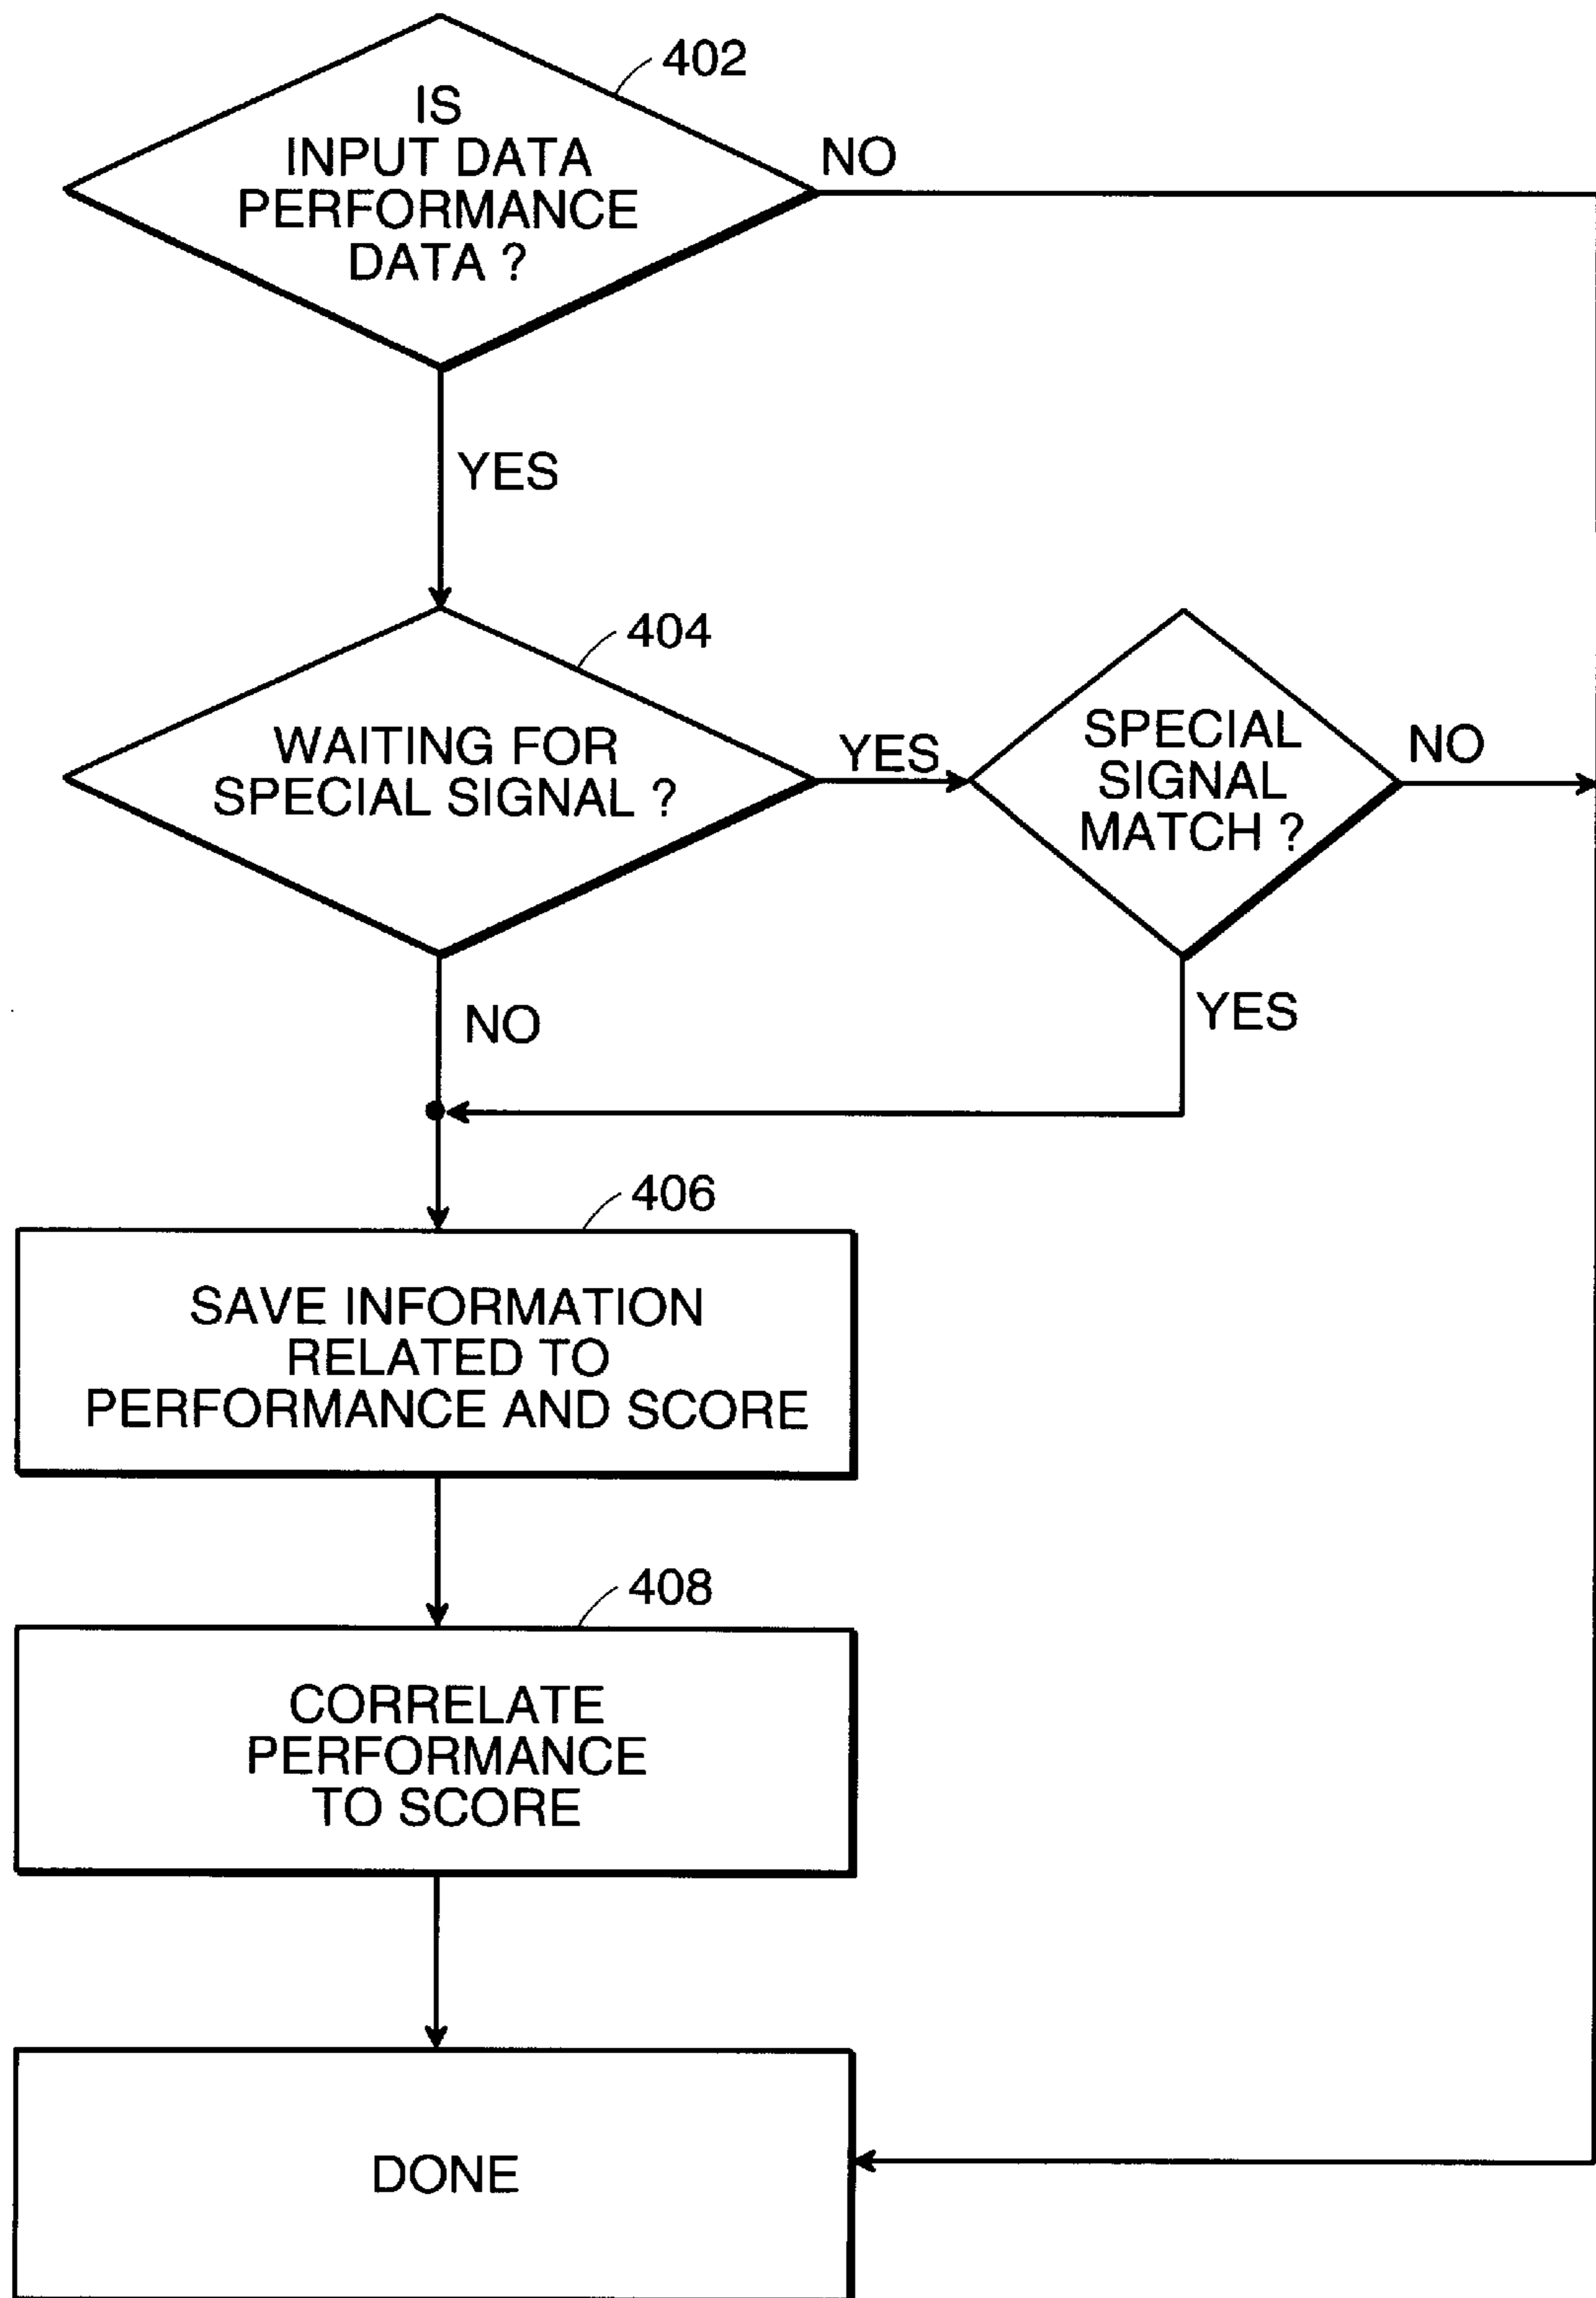 402
IS
INPUT DATA
PERFORMANCE
DATA ?
NO
YES
404
WAITING FOR
SPECIAL SIGNAL ?
YES
SPECIAL
SIGNAL
MATCH ?
NO
NO
YES
406
SAVE INFORMATION
RELATED TO
PERFORMANCE AND SCORE
408
CORRELATE
PERFORMANCE
TO SCORE
DONE